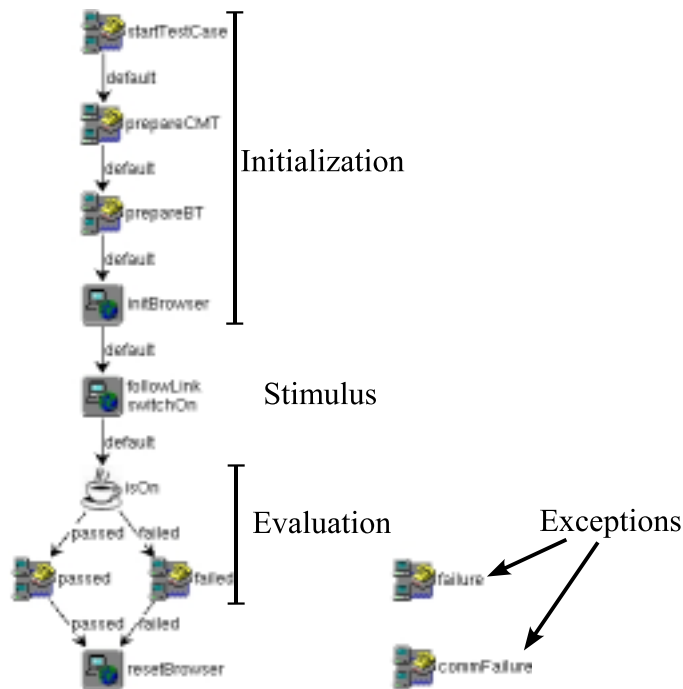 startTestCase
default
prepareCMT
default
Initialization
prepareBT
default
initBrowser
default
followLink
switchOn
Stimulus
default
isOn
Evaluation
Exceptions
passed failed
passed failed
failure
passed failed
resetBrowser
commFailure